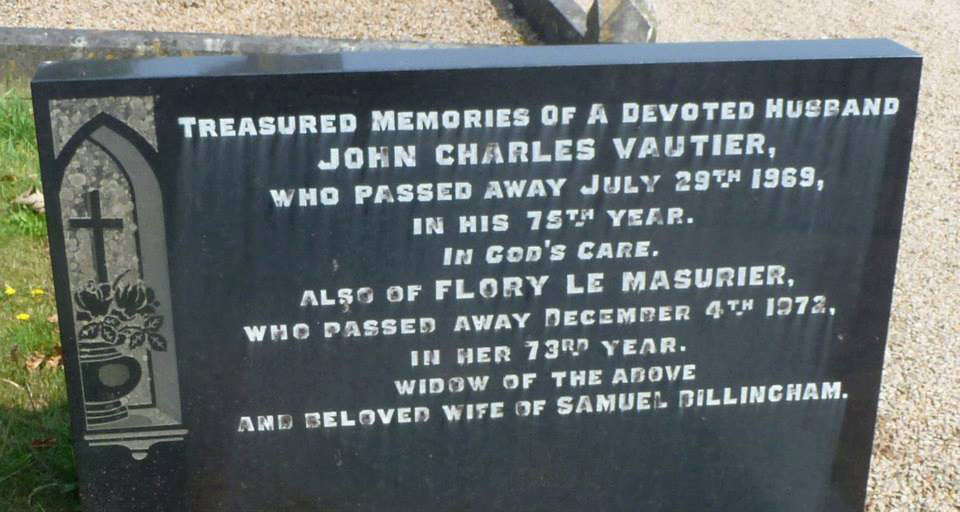 TREASURED MEMORIES OF A DEVOTED HUSBAND
JOHN CHARLES VAUTIER,
WHO PASSED AWAY JULY 29TH 1969,
IN HIS 75TH YEAR.
IN GOD'S CARE.
ALSO OF FLORY LE MASURIER,
WHO PASSED AWAY DECEMBER 4TH 1972,
IN HER 73RD YEAR.
WIDOW OF THE ABOVE
AND BELOVED WIFE OF SAMUEL BILLINGHAM.